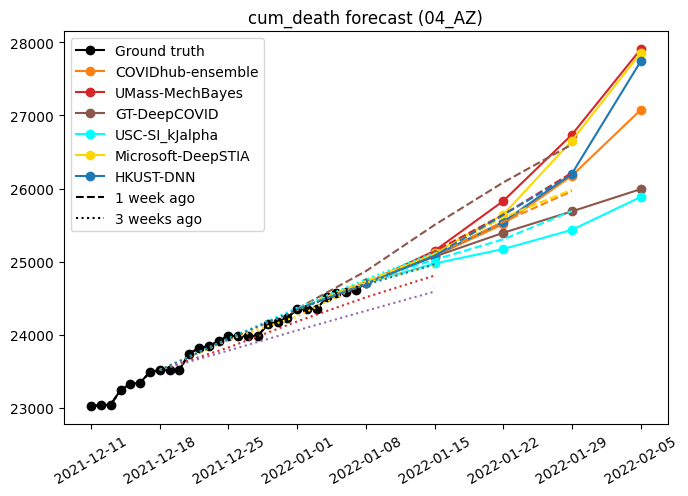 cum_death forecast (04_AZ)
28000
27000
26000
25000
24000
23000
Ground truth
COVIDhub-ensemble
UMass-MechBayes
GT-DeepCOVID
USC-SI_kJalpha
Microsoft-DeepSTIA
HKUST-DNN
1 week ago
3 weeks ago
2021-12-11
2021-12-18
2021-12-25
2022-01-01
2022-01-08
2022-01-15
2022-01-22
2022-01-29
2022-02-05